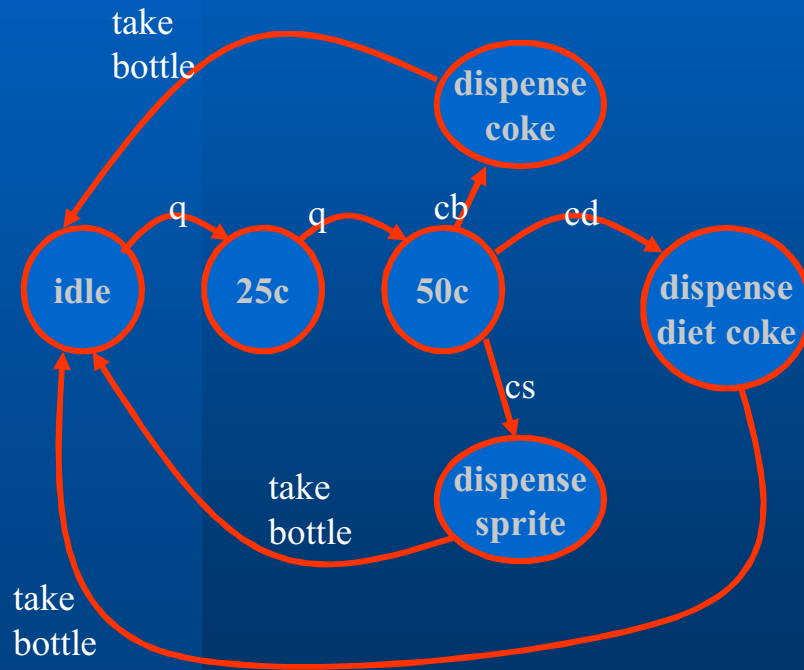 take
bottle
dispense
coke
q
q
cb
cd
idle
25c
50c
dispense
diet coke
cs
dispense
sprite
take
bottle
take
bottle